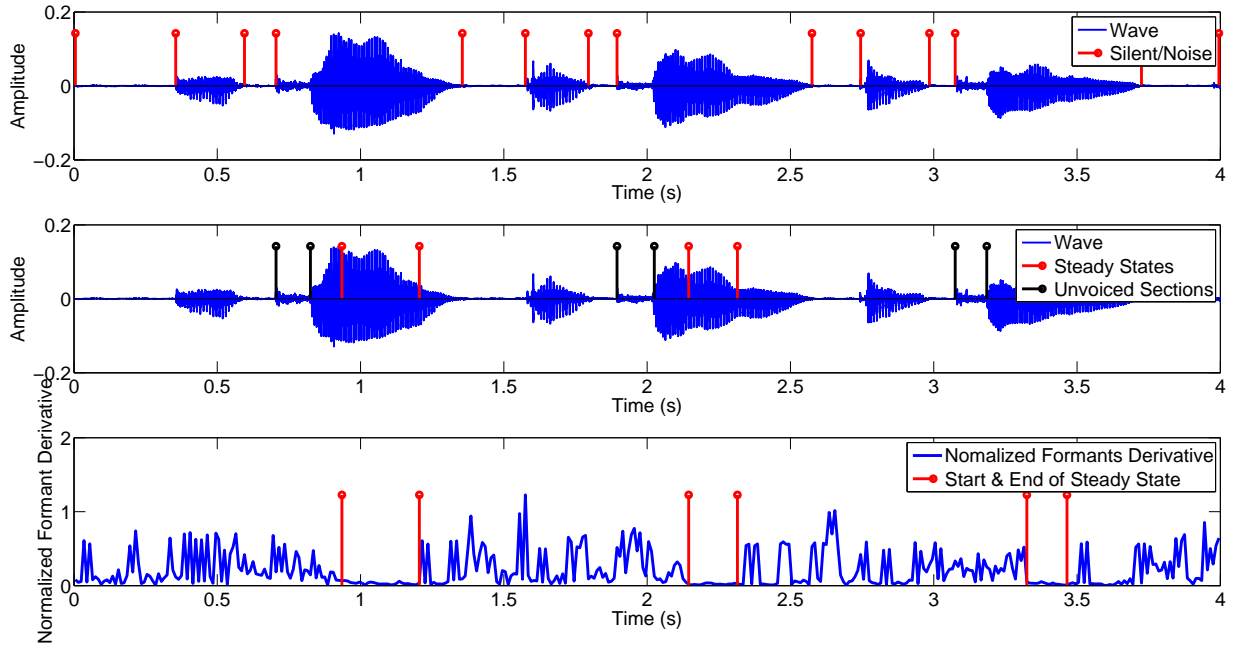 0.2
0
−0.2
Amplitude
Wave
Silent/Noise
0 0.5 1 1.5 2 2.5 3 3.5 4
Time (s)
0.2
0
−0.2
Amplitude
Wave
Steady States
Unvoiced Sections
0 0.5 1 1.5 2 2.5 3 3.5 4
Time (s)
2
1
0
Normalized Formant Derivative
Nomalized Formants Derivative
Start & End of Steady State
0 0.5 1 1.5 2 2.5 3 3.5 4
Time (s)